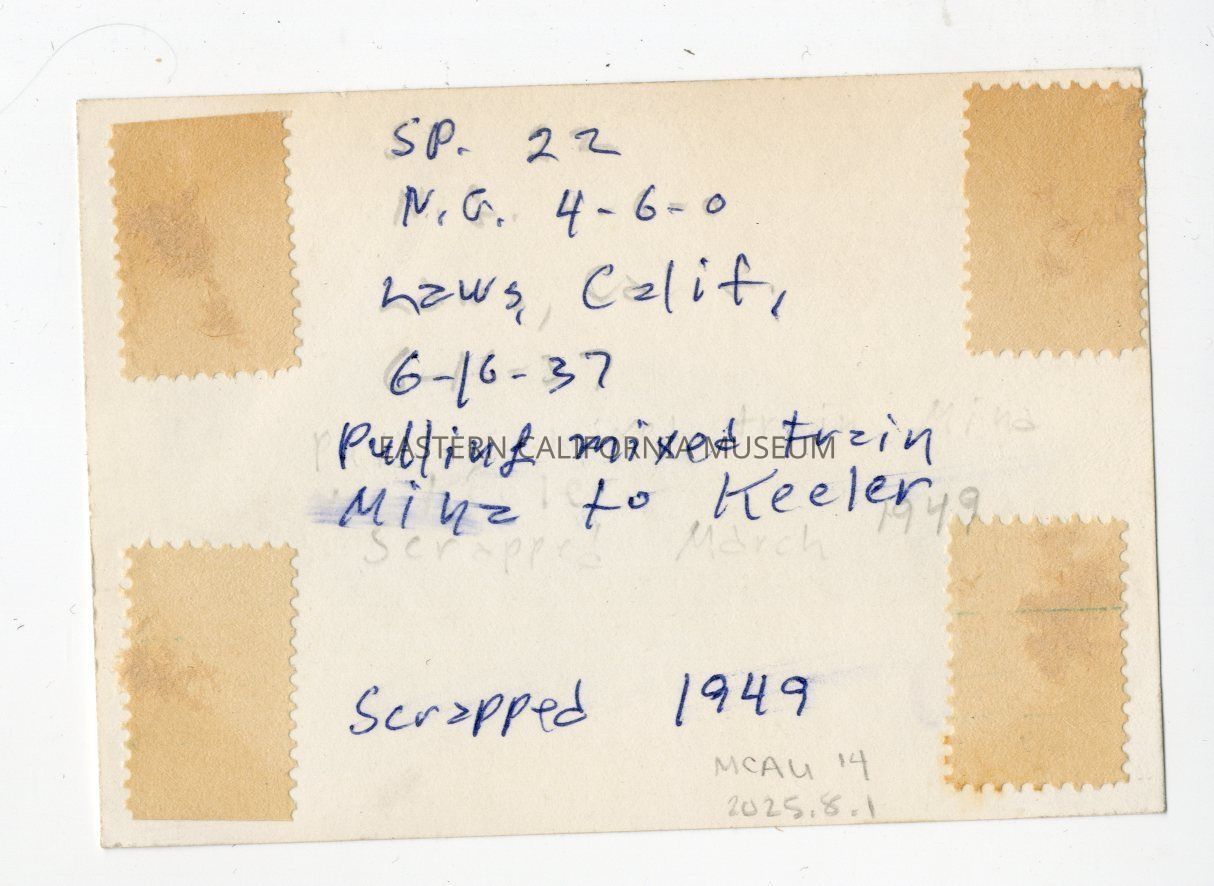 SP. 22
N.G. 4-6-0
Laws, Calif,
6-16-37
Pulling mixed train
EASTERN CALIFORNIA MUSEUM
Mina to Keeler
Scrapped March 1949
Scrapped 1949
MCAU 14
2025.8.1